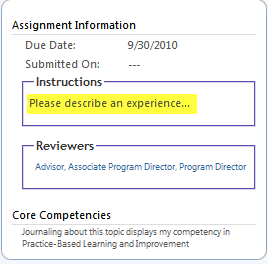 Assignment Information
Due Date: 9/30/2010
Submitted On: ---
Instructions
Please describe an experience...
Reviewers
Advisor, Associate Program Director, Program Director
Core Competencies
Journaling about this topic displays my competency in
Practice-Based Learning and Improvement